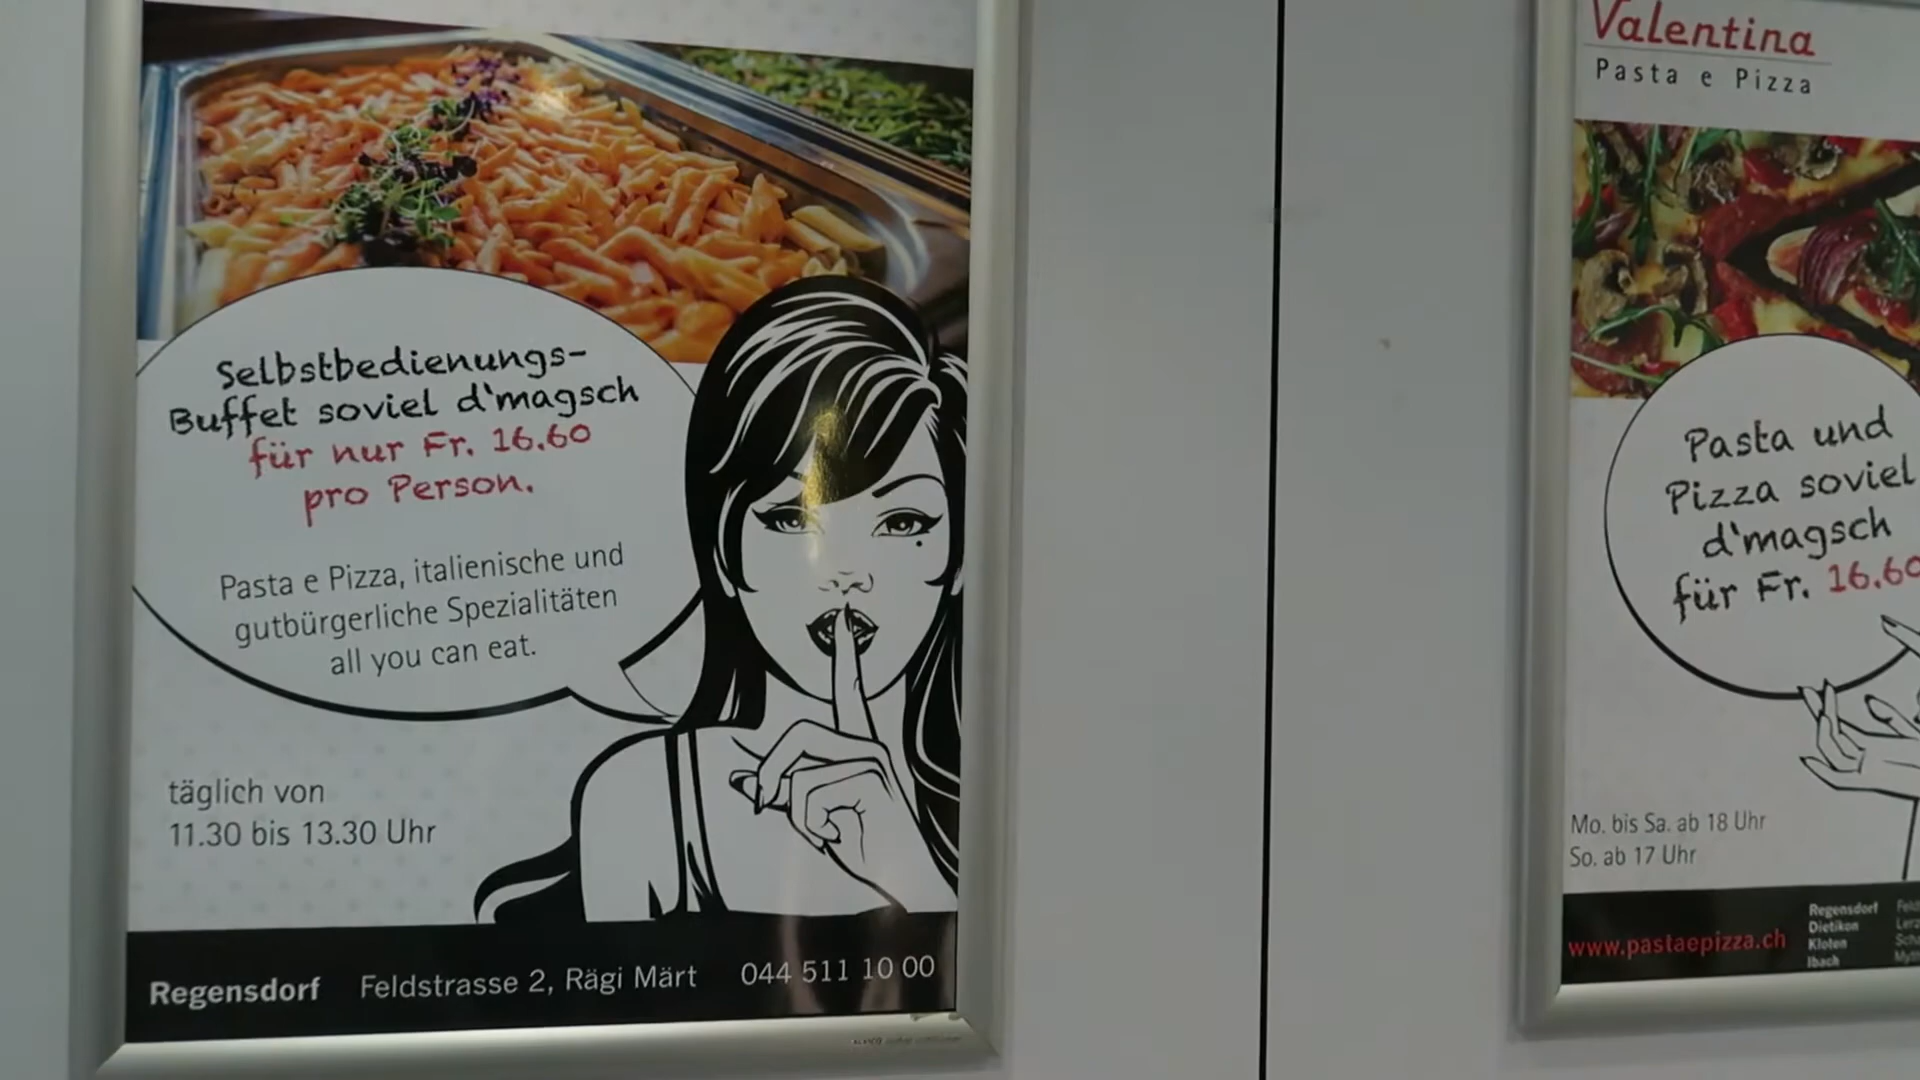 Selbstbedienungs-
Buffet soviel d'magsch
für nur Fr. 16.60
pro Person.
Pasta e Pizza, italienische und
gutbürgerliche Spezialitäten
all you can eat.
täglich von
11.30 bis 13.30 Uhr
Regensdorf Feldstrasse 2, Rägi Märt 044 511 10 00
Valentina
Pasta e Pizza
Pasta und
Pizza soviel
d'magsch
für Fr. 16.60
Mo. bis Sa. ab 18 Uhr
So. ab 17 Uhr
www.pastaepizza.ch
Regensdorf
Dietikon
Kloten
Ibach